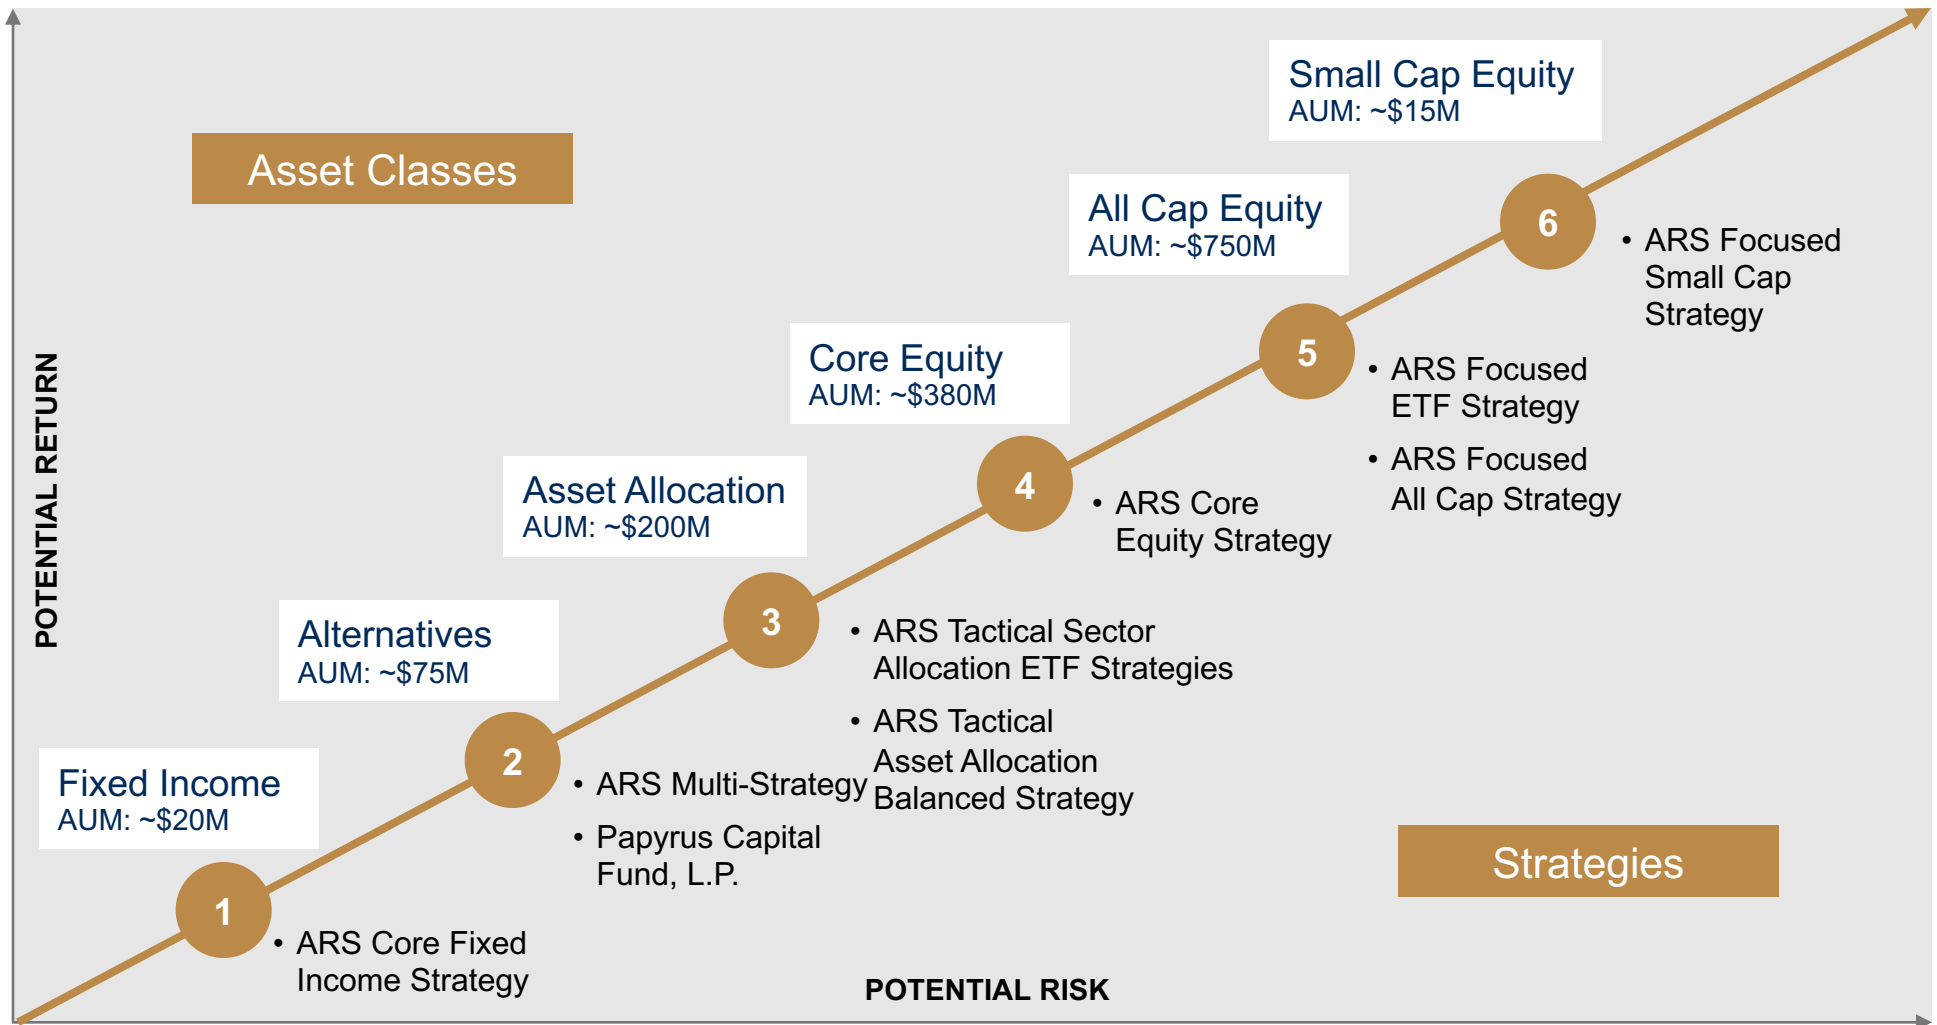 Small Cap Equity
AUM: ~$15M
Asset Classes
All Cap Equity
AUM: ~$750M
6
• ARS Focused
Small Cap
Strategy
Core Equity
AUM: ~$380M
5
• ARS Focused
ETF Strategy
• ARS Focused
All Cap Strategy
POTENTIAL RETURN
Asset Allocation
AUM: ~$200M
4
• ARS Core
Equity Strategy
Alternatives
AUM: ~$75M
3
• ARS Tactical Sector
Allocation ETF Strategies
• ARS Tactical
Asset Allocation
Balanced Strategy
Fixed Income
AUM: ~$20M
2
• ARS Multi-Strategy
• Papyrus Capital
Fund, L.P.
Strategies
1
• ARS Core Fixed
Income Strategy
POTENTIAL RISK